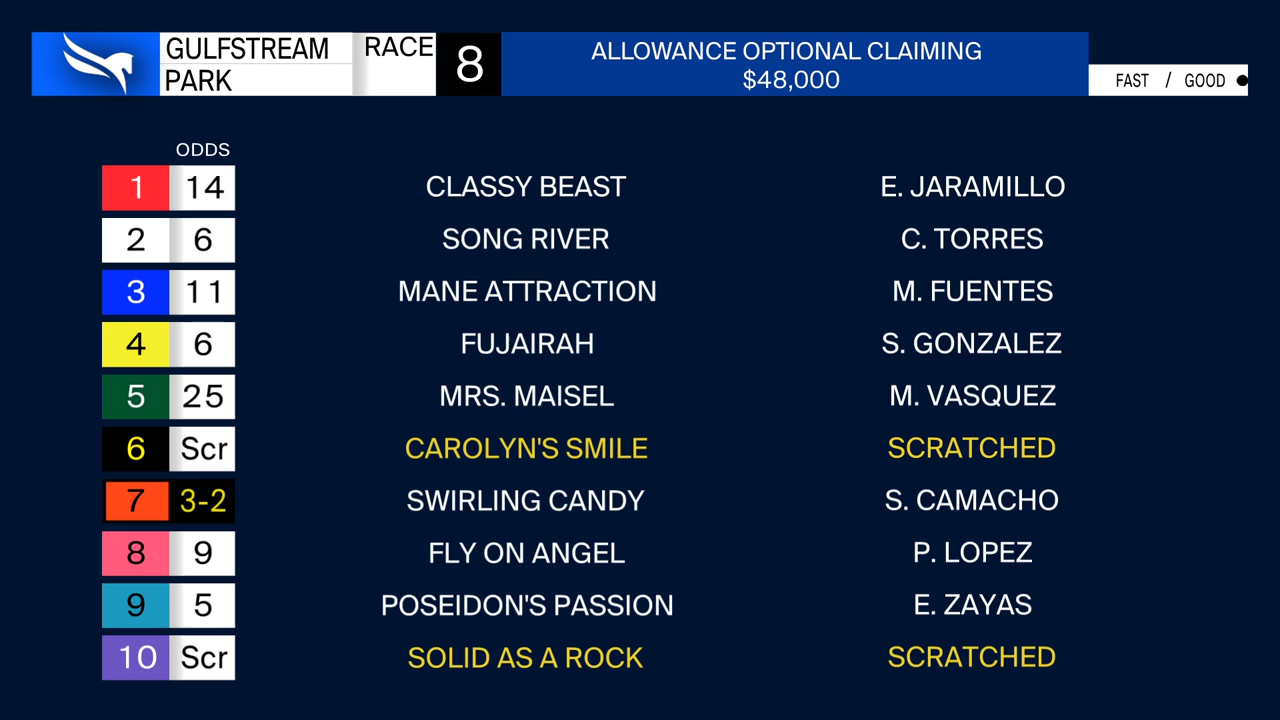 GULFSTREAM PARK RACE 8
ALLOWANCE OPTIONAL CLAIMING
$48,000
FAST / GOOD
ODDS
1 14 CLASSY BEAST E. JARAMILLO
2 6 SONG RIVER C. TORRES
3 11 MANE ATTRACTION M. FUENTES
4 6 FUJAIRAH S. GONZALEZ
5 25 MRS. MAISEL M. VASQUEZ
6 Scr CAROLYN'S SMILE SCRATCHED
7 3-2 SWIRLING CANDY S. CAMACHO
8 9 FLY ON ANGEL P. LOPEZ
9 5 POSEIDON'S PASSION E. ZAYAS
10 Scr SOLID AS A ROCK SCRATCHED